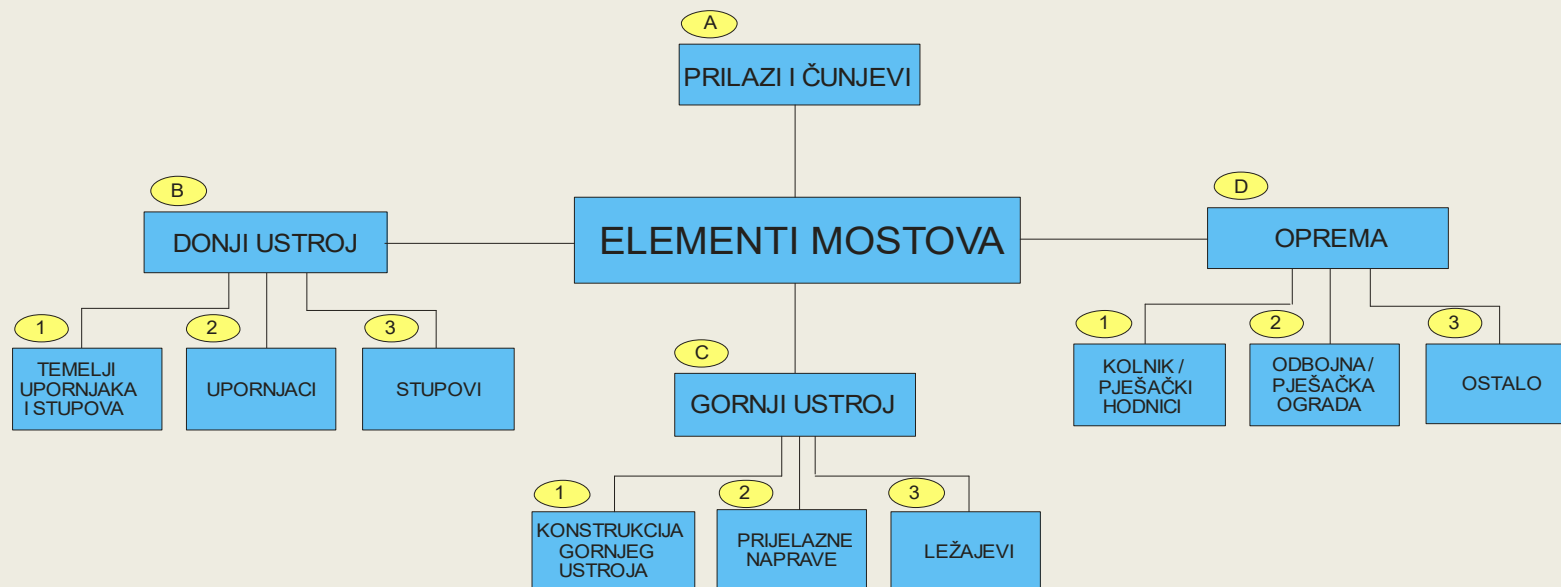 A
PRILAZI I ČUNJEVI
ELEMENTI MOSTOVA
B
DONJI USTROJ
1
TEMELJI
UPORNJAKA
I STUPOVA
2
UPORNJACI
3
STUPOVI
C
GORNJI USTROJ
1
KONSTRUKCIJA
GORNJEG
USTROJA
2
PRIJELAZNE
NAPRAVE
3
LEŽAJEVI
D
OPREMA
1
KOLNIK /
PJEŠAČKI
HODNICI
2
ODBOJNA /
PJEŠAČKA
OGRADA
3
OSTALO